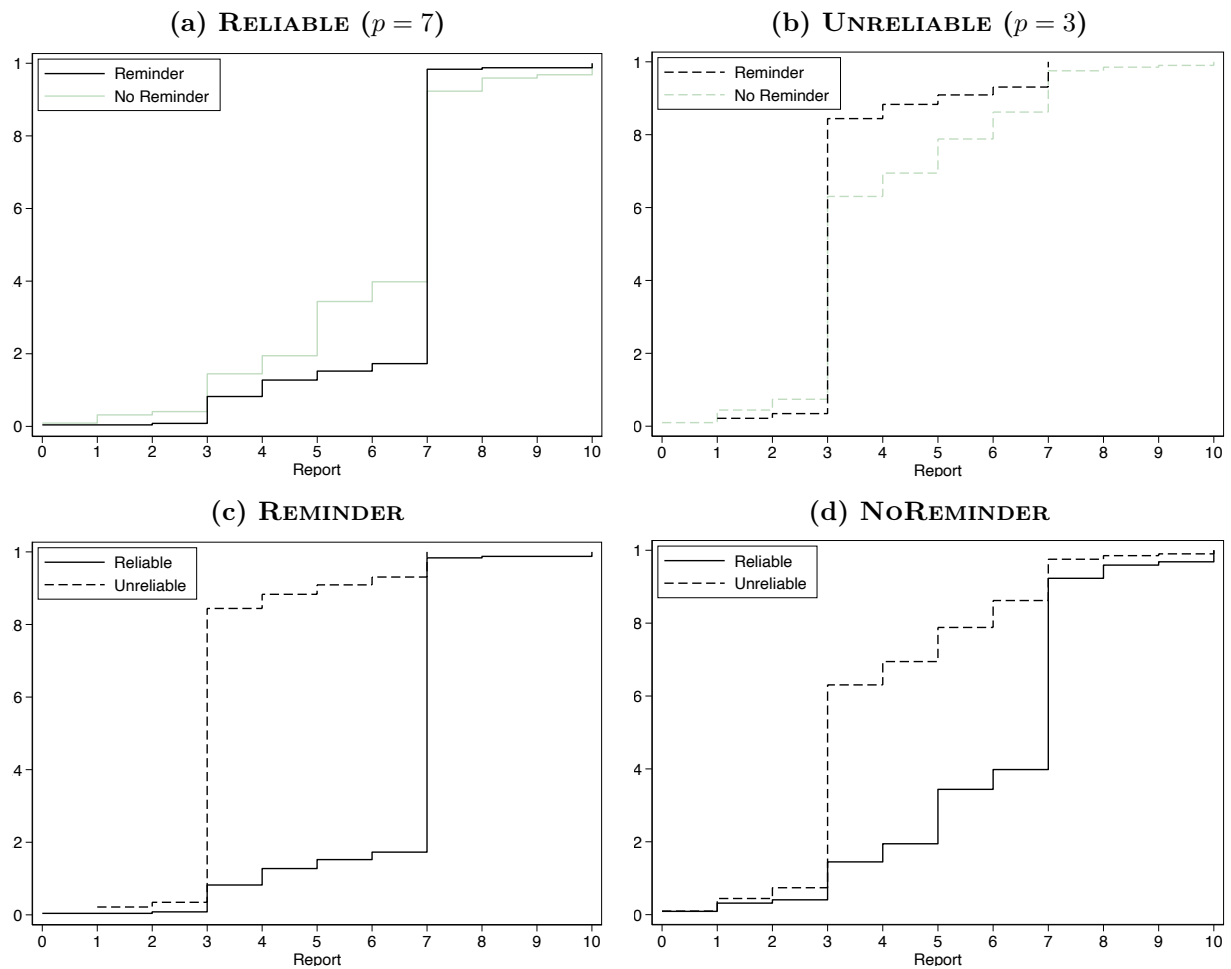 (a) RELIABLE (p = 7)
Reminder
No Reminder
1
8
6
4
2
0
0 1 2 3 4 5 6 7 8 9 10
Report
(b) UNRELIABLE (p = 3)
Reminder
No Reminder
1
8
6
4
2
0
0 1 2 3 4 5 6 7 8 9 10
Report
(c) REMINDER
Reliable
Unreliable
1
8
6
4
2
0
0 1 2 3 4 5 6 7 8 9 10
Report
(d) NOREMINDER
Reliable
Unreliable
1
8
6
4
2
0
0 1 2 3 4 5 6 7 8 9 10
Report